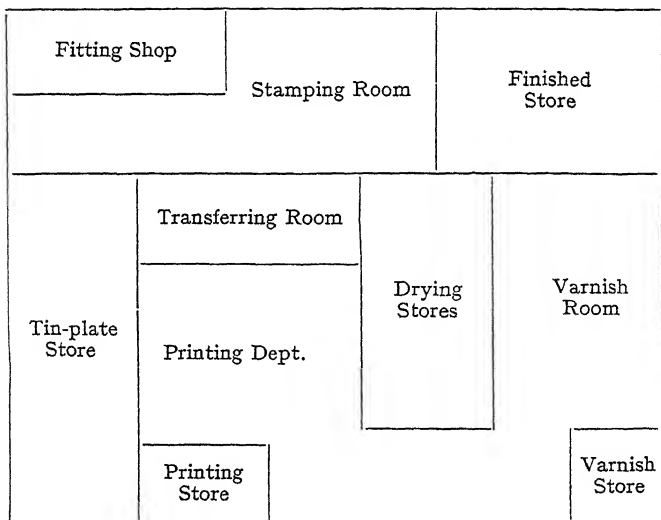 Fitting Shop
Stamping Room
Finished
Store
Transferring Room
Tin-plate
Store
Printing Dept.
Drying
Stores
Varnish
Room
Printing
Store
Varnish
Store